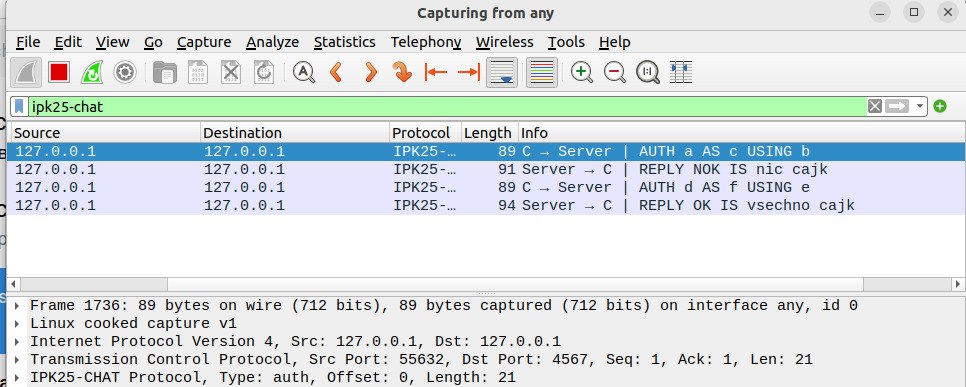 Capturing from any
File Edit View Go Capture Analyze Statistics Telephony Wireless Tools Help
ipk25-chat
Source Destination Protocol Length Info
127.0.0.1 127.0.0.1 IPK25-… 89 C → Server | AUTH a AS c USING b
127.0.0.1 127.0.0.1 IPK25-… 91 Server → C | REPLY NOK IS nic cajk
127.0.0.1 127.0.0.1 IPK25-… 89 C → Server | AUTH d AS f USING e
127.0.0.1 127.0.0.1 IPK25-… 94 Server → C | REPLY OK IS vsechno cajk
Frame 1736: 89 bytes on wire (712 bits), 89 bytes captured (712 bits) on interface any, id 0
Linux cooked capture v1
Internet Protocol Version 4, Src: 127.0.0.1, Dst: 127.0.0.1
Transmission Control Protocol, Src Port: 55632, Dst Port: 4567, Seq: 1, Ack: 1, Len: 21
IPK25-CHAT Protocol, Type: auth, Offset: 0, Length: 21